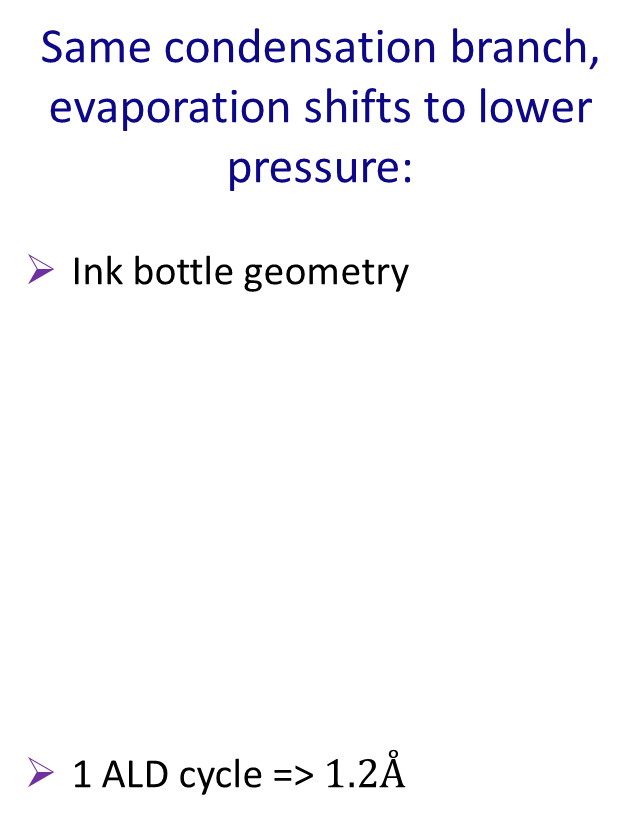 Same condensation branch,
evaporation shifts to lower
pressure:
➢ Ink bottle geometry
➢ 1 ALD cycle => 1.2Å